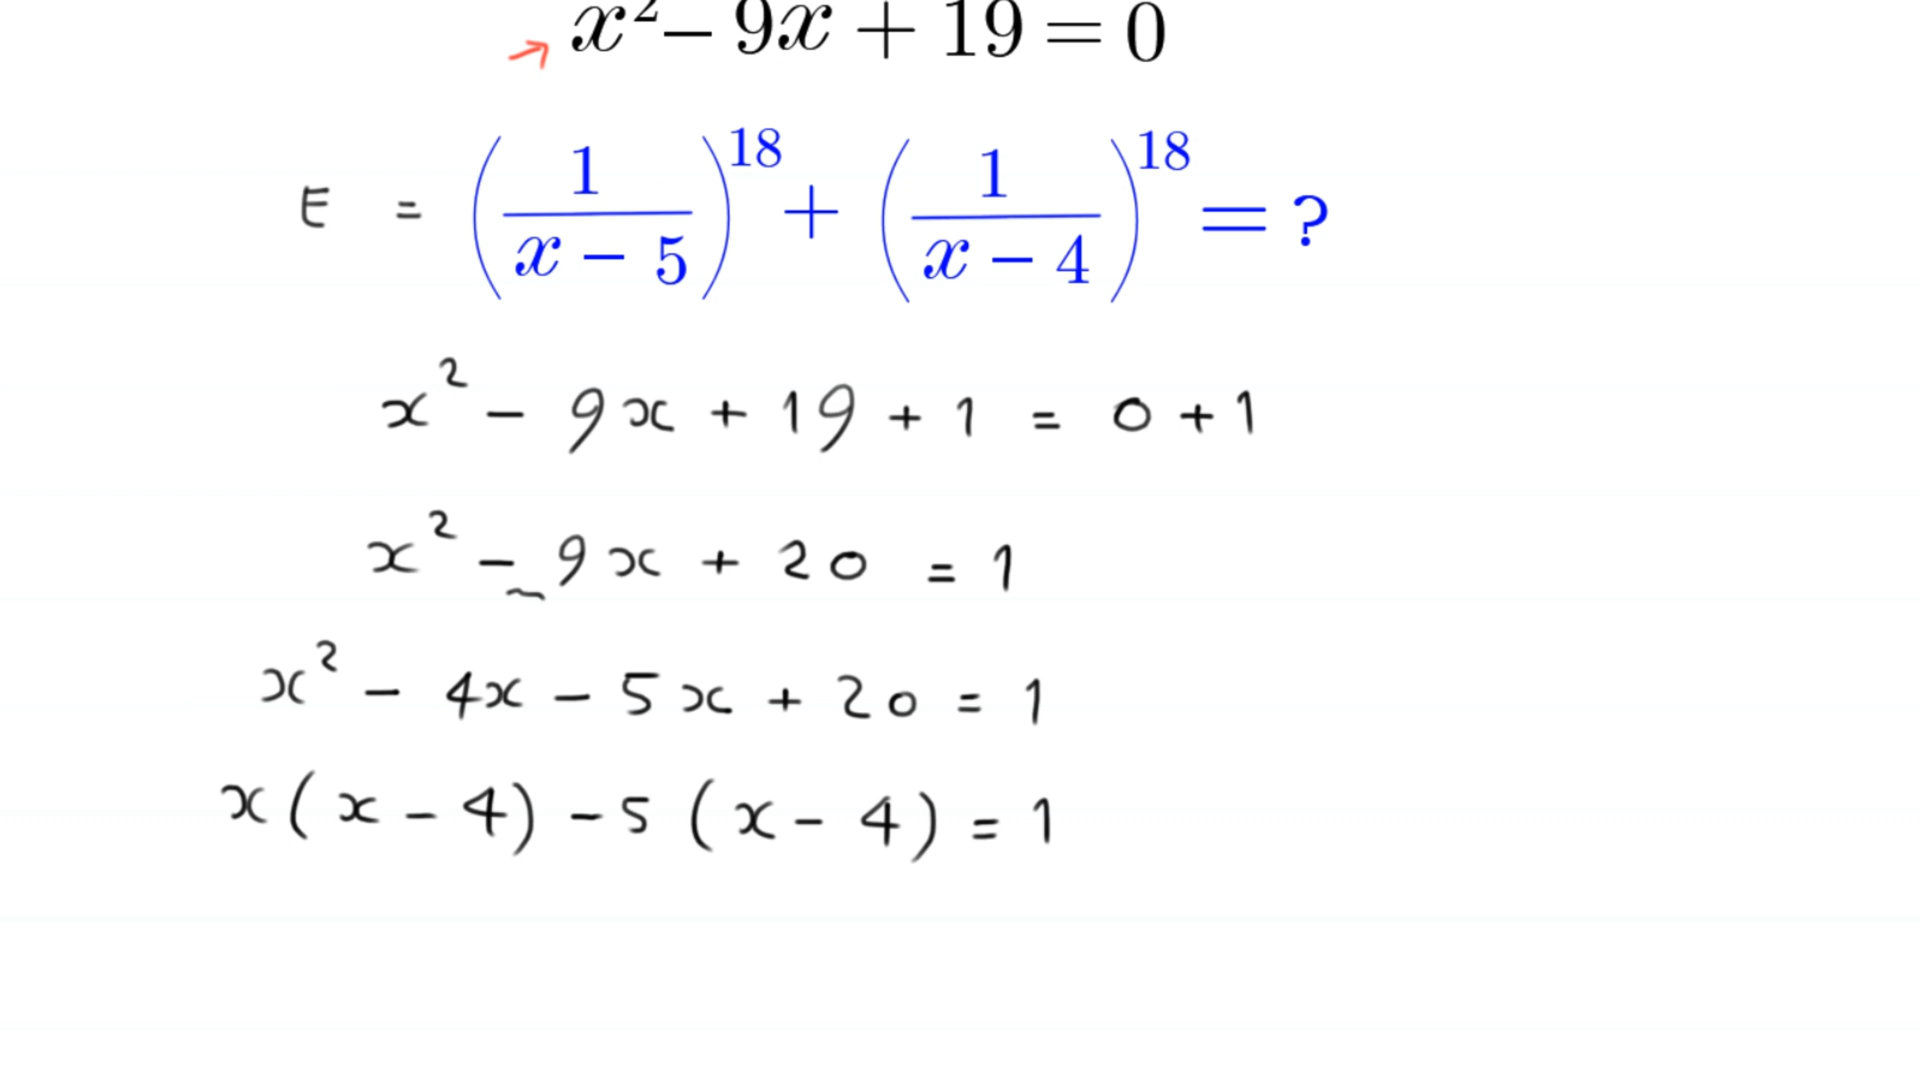 x² − 9x + 19 = 0
E = (1/(x − 5))¹⁸ + (1/(x − 4))¹⁸ = ?
x² − 9x + 19 + 1 = 0 + 1
x² − 9x + 20 = 1
x² − 4x − 5x + 20 = 1
x(x − 4) − 5(x − 4) = 1